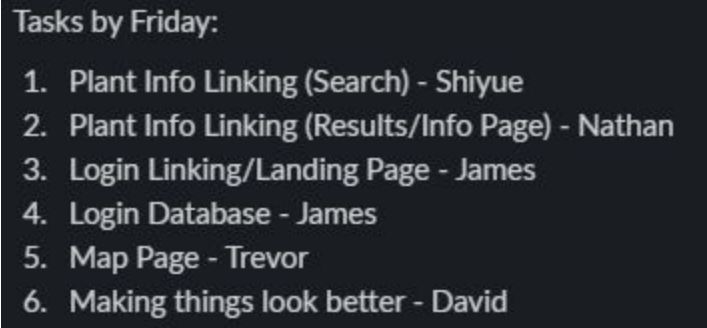 Tasks by Friday:
1. Plant Info Linking (Search) - Shiyue
2. Plant Info Linking (Results/Info Page) - Nathan
3. Login Linking/Landing Page - James
4. Login Database - James
5. Map Page - Trevor
6. Making things look better - David